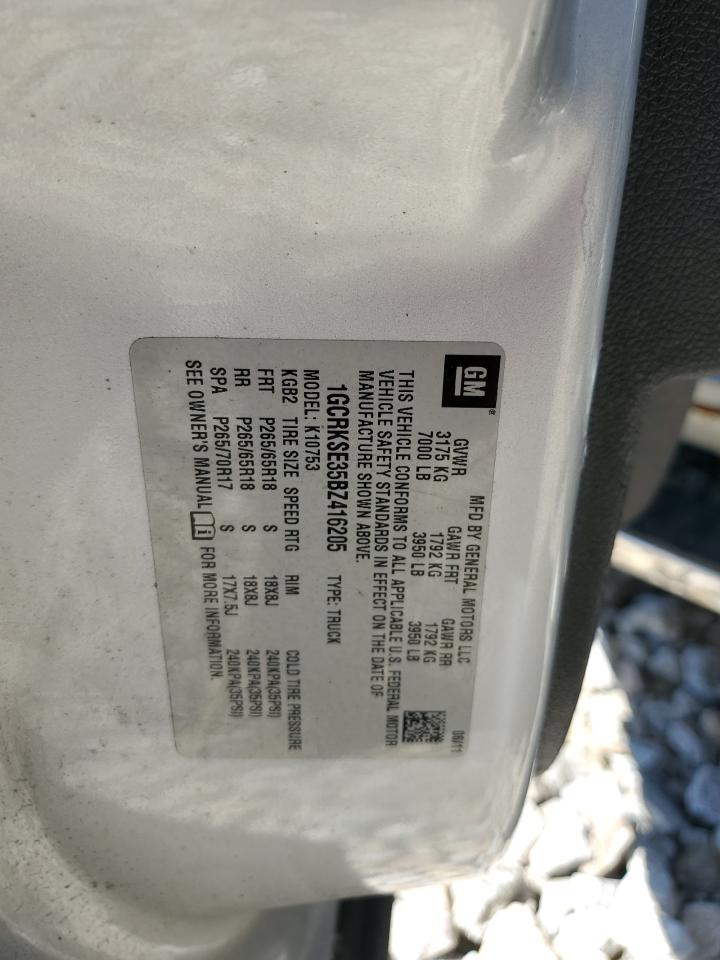 GM
MFD BY GENERAL MOTORS LLC 06/11
GVWR GAWR FRT GAWR RR
3175 KG 1792 KG 1792 KG
7000 LB 3950 LB 3950 LB
THIS VEHICLE CONFORMS TO ALL APPLICABLE U.S. FEDERAL MOTOR
VEHICLE SAFETY STANDARDS IN EFFECT ON THE DATE OF
MANUFACTURE SHOWN ABOVE.
1GCRKSE35BZ416205 TYPE: TRUCK
MODEL: K10753
KGB2 TIRE SIZE SPEED RTG RIM COLD TIRE PRESSURE
FRT P265/65R18 S 18X8J 240KPA(35PSI)
RR P265/65R18 S 18X8J 240KPA(35PSI)
SPA P265/70R17 S 17X7.5J 240KPA(35PSI)
SEE OWNER'S MANUAL FOR MORE INFORMATION.